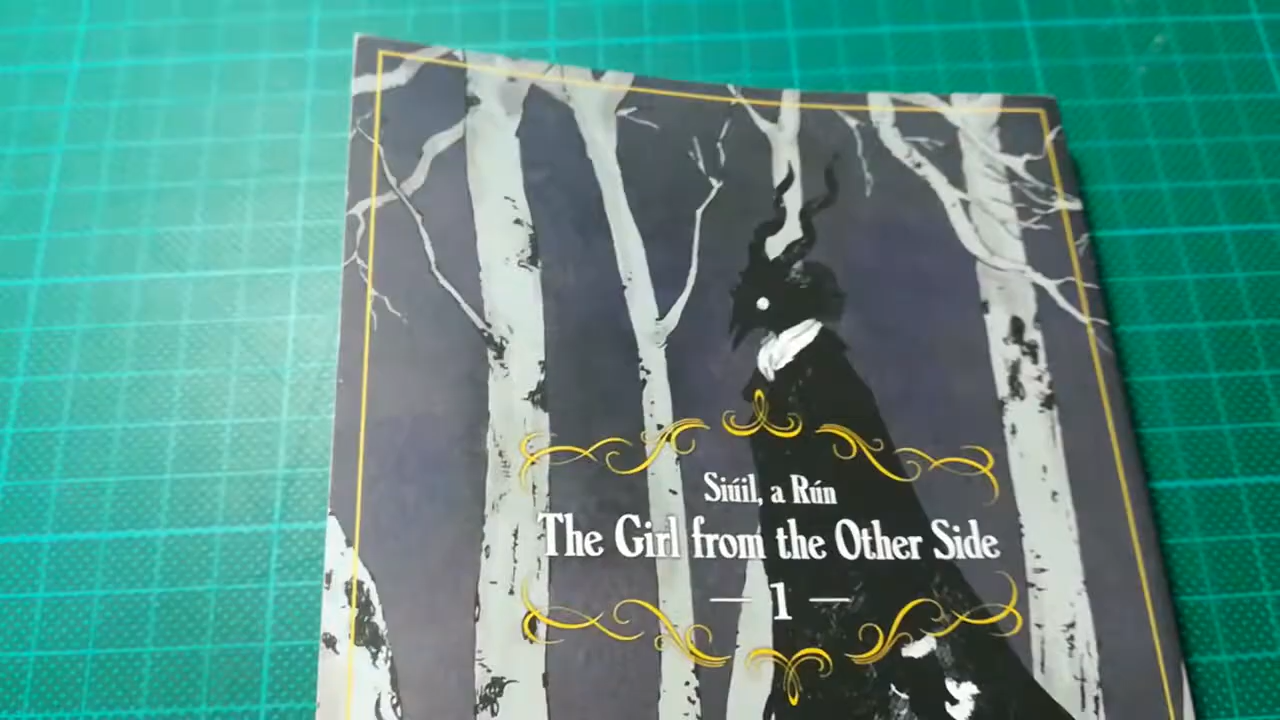 Siúil, a Rún
The Girl from the Other Side
— 1 —